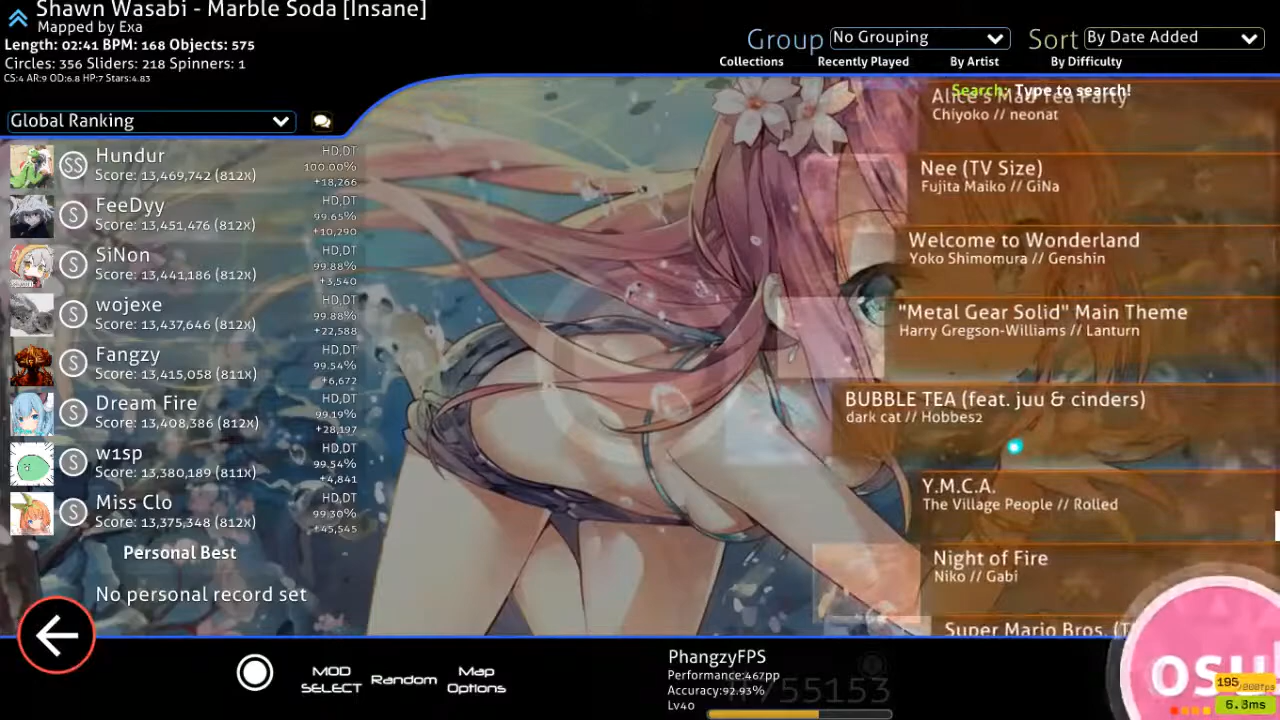 Shawn Wasabi - Marble Soda [Insane]
Mapped by Exa
Length: 02:41 BPM: 168 Objects: 575
Circles: 356 Sliders: 218 Spinners: 1
CS:4 AR:9 OD:6.8 HP:7 Stars:4.83
Group No Grouping Sort By Date Added
Collections Recently Played By Artist By Difficulty
Search: Type to search!
Global Ranking
Hundur HD,DT
Score: 13,469,742 (812x) 100.00%
+18,266
FeeDyy HD,DT
Score: 13,451,476 (812x) 99.65%
+10,290
SiNon HD,DT
Score: 13,441,186 (812x) 99.88%
+3,540
wojexe HD,DT
Score: 13,437,646 (812x) 99.88%
+22,588
Fangzy HD,DT
Score: 13,415,058 (811x) 99.54%
+6,672
Dream Fire HD,DT
Score: 13,408,386 (812x) 99.19%
+28,197
w1sp HD,DT
Score: 13,380,189 (811x) 99.54%
+4,841
Miss Clo HD,DT
Score: 13,375,348 (812x) 99.30%
+45,545
SS
S
S
S
S
S
S
S
Personal Best
No personal record set
Alice's Mad Tea Party
Chiyoko // neonat
Nee (TV Size)
Fujita Maiko // GiNa
Welcome to Wonderland
Yoko Shimomura // Genshin
"Metal Gear Solid" Main Theme
Harry Gregson-Williams // Lanturn
BUBBLE TEA (feat. juu & cinders)
dark cat // Hobbes2
Y.M.C.A.
The Village People // Rolled
Night of Fire
Niko // Gabi
Super Mario Bros. (T
MOD
SELECT
Random
Map
Options
PhangzyFPS
Performance:467pp
Accuracy:92.93%
Lv40
55153
osu!
195
6.3ms